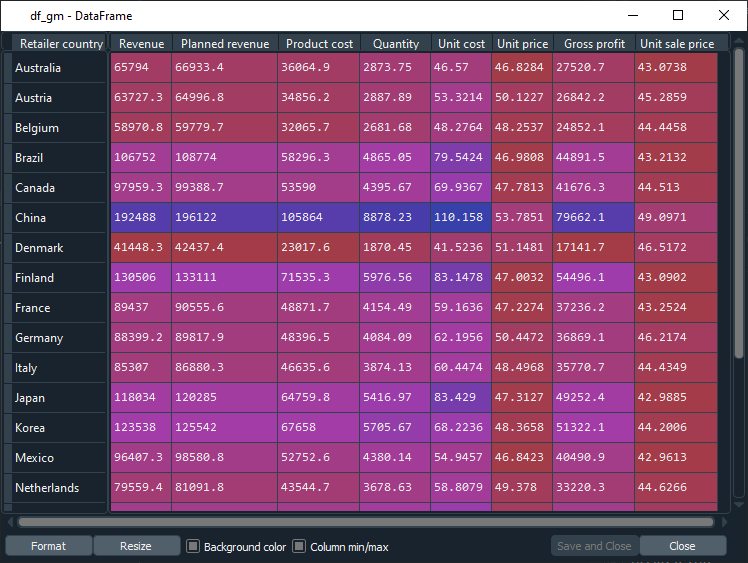 df_gm - DataFrame
Retailer country Revenue Planned revenue Product cost Quantity Unit cost Unit price Gross profit Unit sale price
Australia 65794 66933.4 36064.9 2873.75 46.57 46.8284 27520.7 43.0738
Austria 63727.3 64996.8 34856.2 2887.89 53.3214 50.1227 26842.2 45.2859
Belgium 58970.8 59779.7 32065.7 2681.68 48.2764 48.2537 24852.1 44.4458
Brazil 106752 108774 58296.3 4865.05 79.5424 46.9808 44891.5 43.2132
Canada 97959.3 99388.7 53590 4395.67 69.9367 47.7813 41676.3 44.513
China 192488 196122 105864 8878.23 110.158 53.7851 79662.1 49.0971
Denmark 41448.3 42437.4 23017.6 1870.45 41.5236 51.1481 17141.7 46.5172
Finland 130506 133111 71535.3 5976.56 83.1478 47.0032 54496.1 43.0902
France 89437 90555.6 48871.7 4154.49 59.1636 47.2274 37236.2 43.2524
Germany 88399.2 89817.9 48396.5 4084.09 62.1956 50.4472 36869.1 46.2174
Italy 85307 86880.3 46635.6 3874.13 60.4474 48.4968 35770.7 44.4349
Japan 118034 120285 64759.8 5416.97 83.429 47.3127 49252.4 42.9885
Korea 123538 125542 67658 5705.67 68.2236 48.3658 51322.1 44.2006
Mexico 96407.3 98580.8 52752.6 4380.14 54.9457 46.8423 40490.9 42.9613
Netherlands 79559.4 81091.8 43544.7 3678.63 58.8079 49.378 33220.3 44.6266
Format Resize Background color Column min/max Save and Close Close